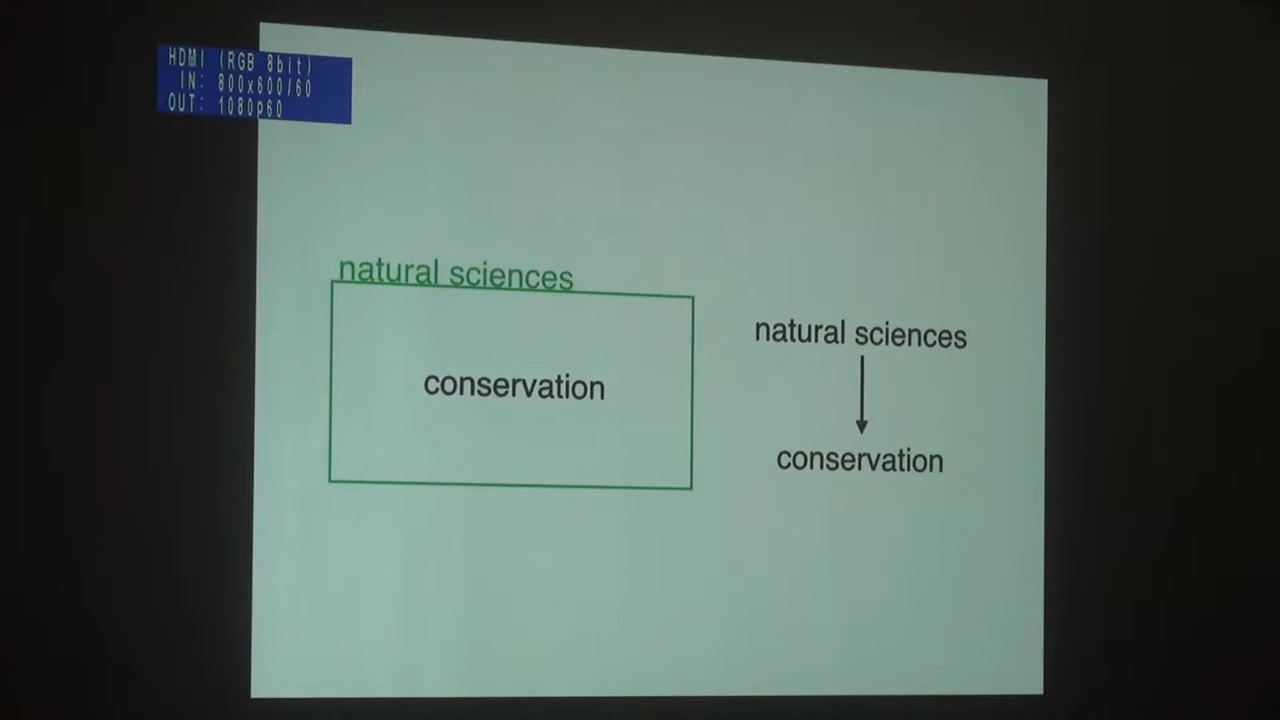 HDMI (RGB 8bit)
IN: 800x600/60
OUT: 1080p60
natural sciences
conservation
natural sciences
conservation